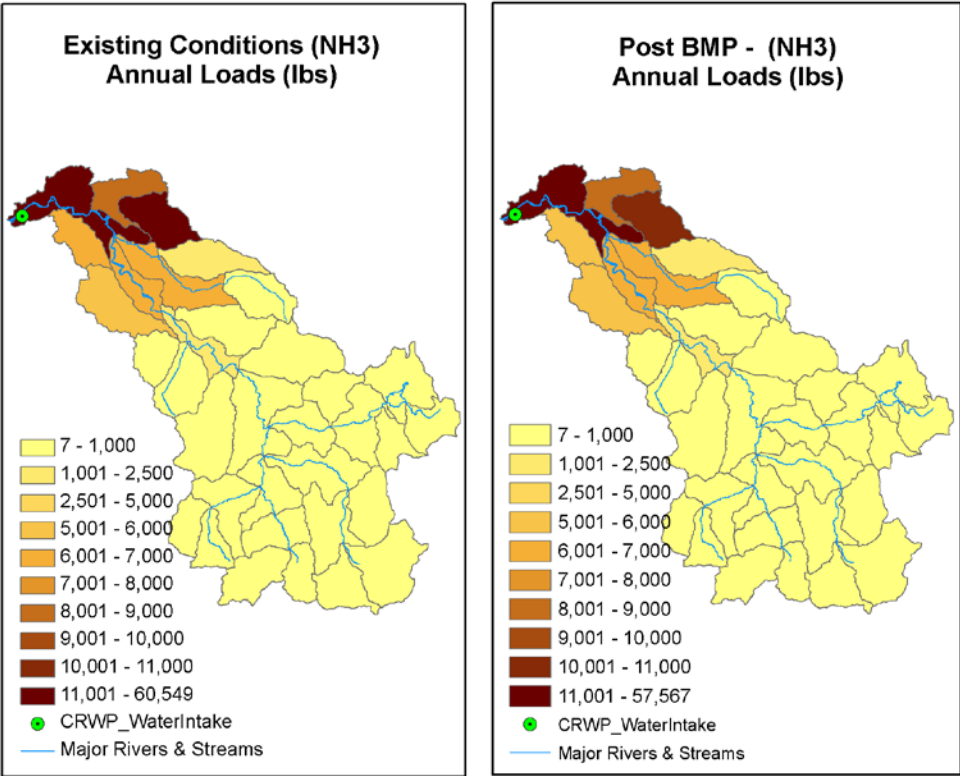 Existing Conditions (NH3)
Annual Loads (lbs)
7 - 1,000
1,001 - 2,500
2,501 - 5,000
5,001 - 6,000
6,001 - 7,000
7,001 - 8,000
8,001 - 9,000
9,001 - 10,000
10,001 - 11,000
11,001 - 60,549
CRWP_WaterIntake
Major Rivers & Streams
Post BMP - (NH3)
Annual Loads (lbs)
7 - 1,000
1,001 - 2,500
2,501 - 5,000
5,001 - 6,000
6,001 - 7,000
7,001 - 8,000
8,001 - 9,000
9,001 - 10,000
10,001 - 11,000
11,001 - 57,567
CRWP_WaterIntake
Major Rivers & Streams